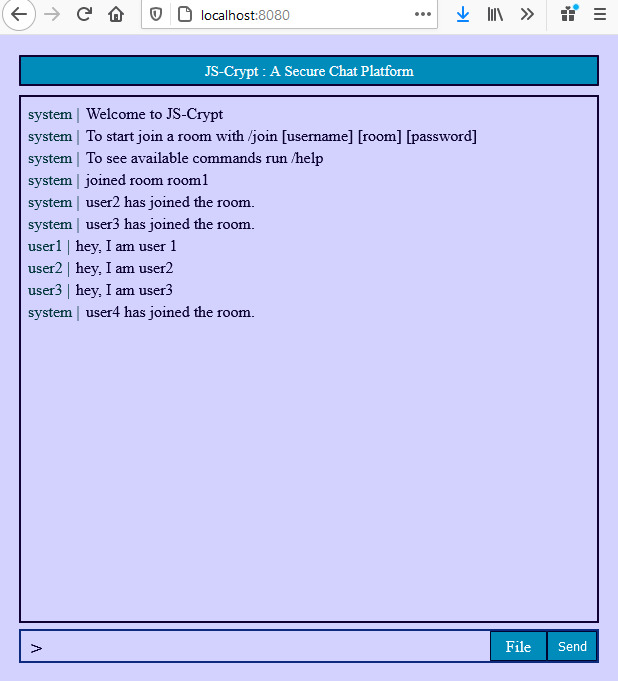 localhost:8080
JS-Crypt : A Secure Chat Platform
system | Welcome to JS-Crypt
system | To start join a room with /join [username] [room] [password]
system | To see available commands run /help
system | joined room room1
system | user2 has joined the room.
system | user3 has joined the room.
user1 | hey, I am user 1
user2 | hey, I am user2
user3 | hey, I am user3
system | user4 has joined the room.
> File Send